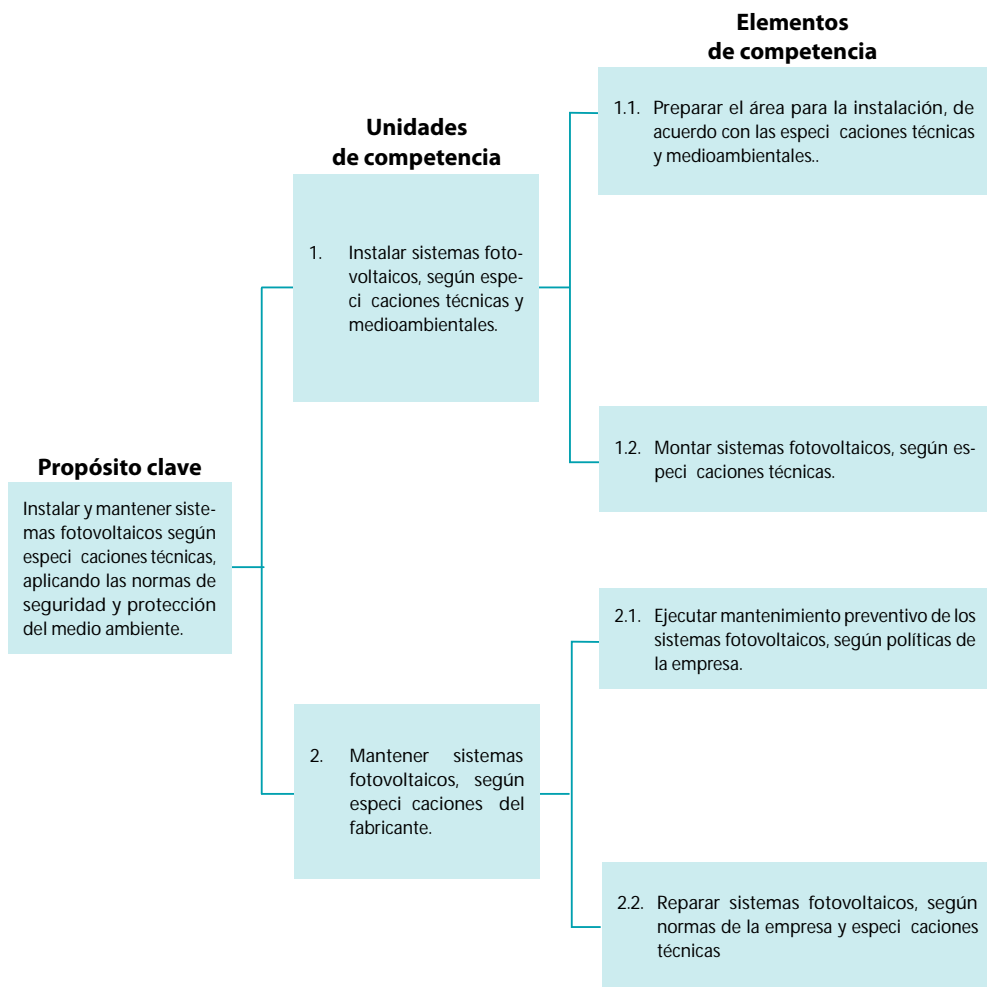 Elementos
de competencia
1.1. Preparar el área para la instalación, de
acuerdo con las especi caciones técnicas
y medioambientales..
Unidades
de competencia
1. Instalar sistemas foto-
voltaicos, según espe-
ci caciones técnicas y
medioambientales.
1.2. Montar sistemas fotovoltaicos, según es-
peci caciones técnicas.
Propósito clave
Instalar y mantener siste-
mas fotovoltaicos según
especi caciones técnicas,
aplicando las normas de
seguridad y protección
del medio ambiente.
2.1. Ejecutar mantenimiento preventivo de los
sistemas fotovoltaicos, según políticas de
la empresa.
2. Mantener sistemas
fotovoltaicos, según
especi caciones del
fabricante.
2.2. Reparar sistemas fotovoltaicos, según
normas de la empresa y especi caciones
técnicas